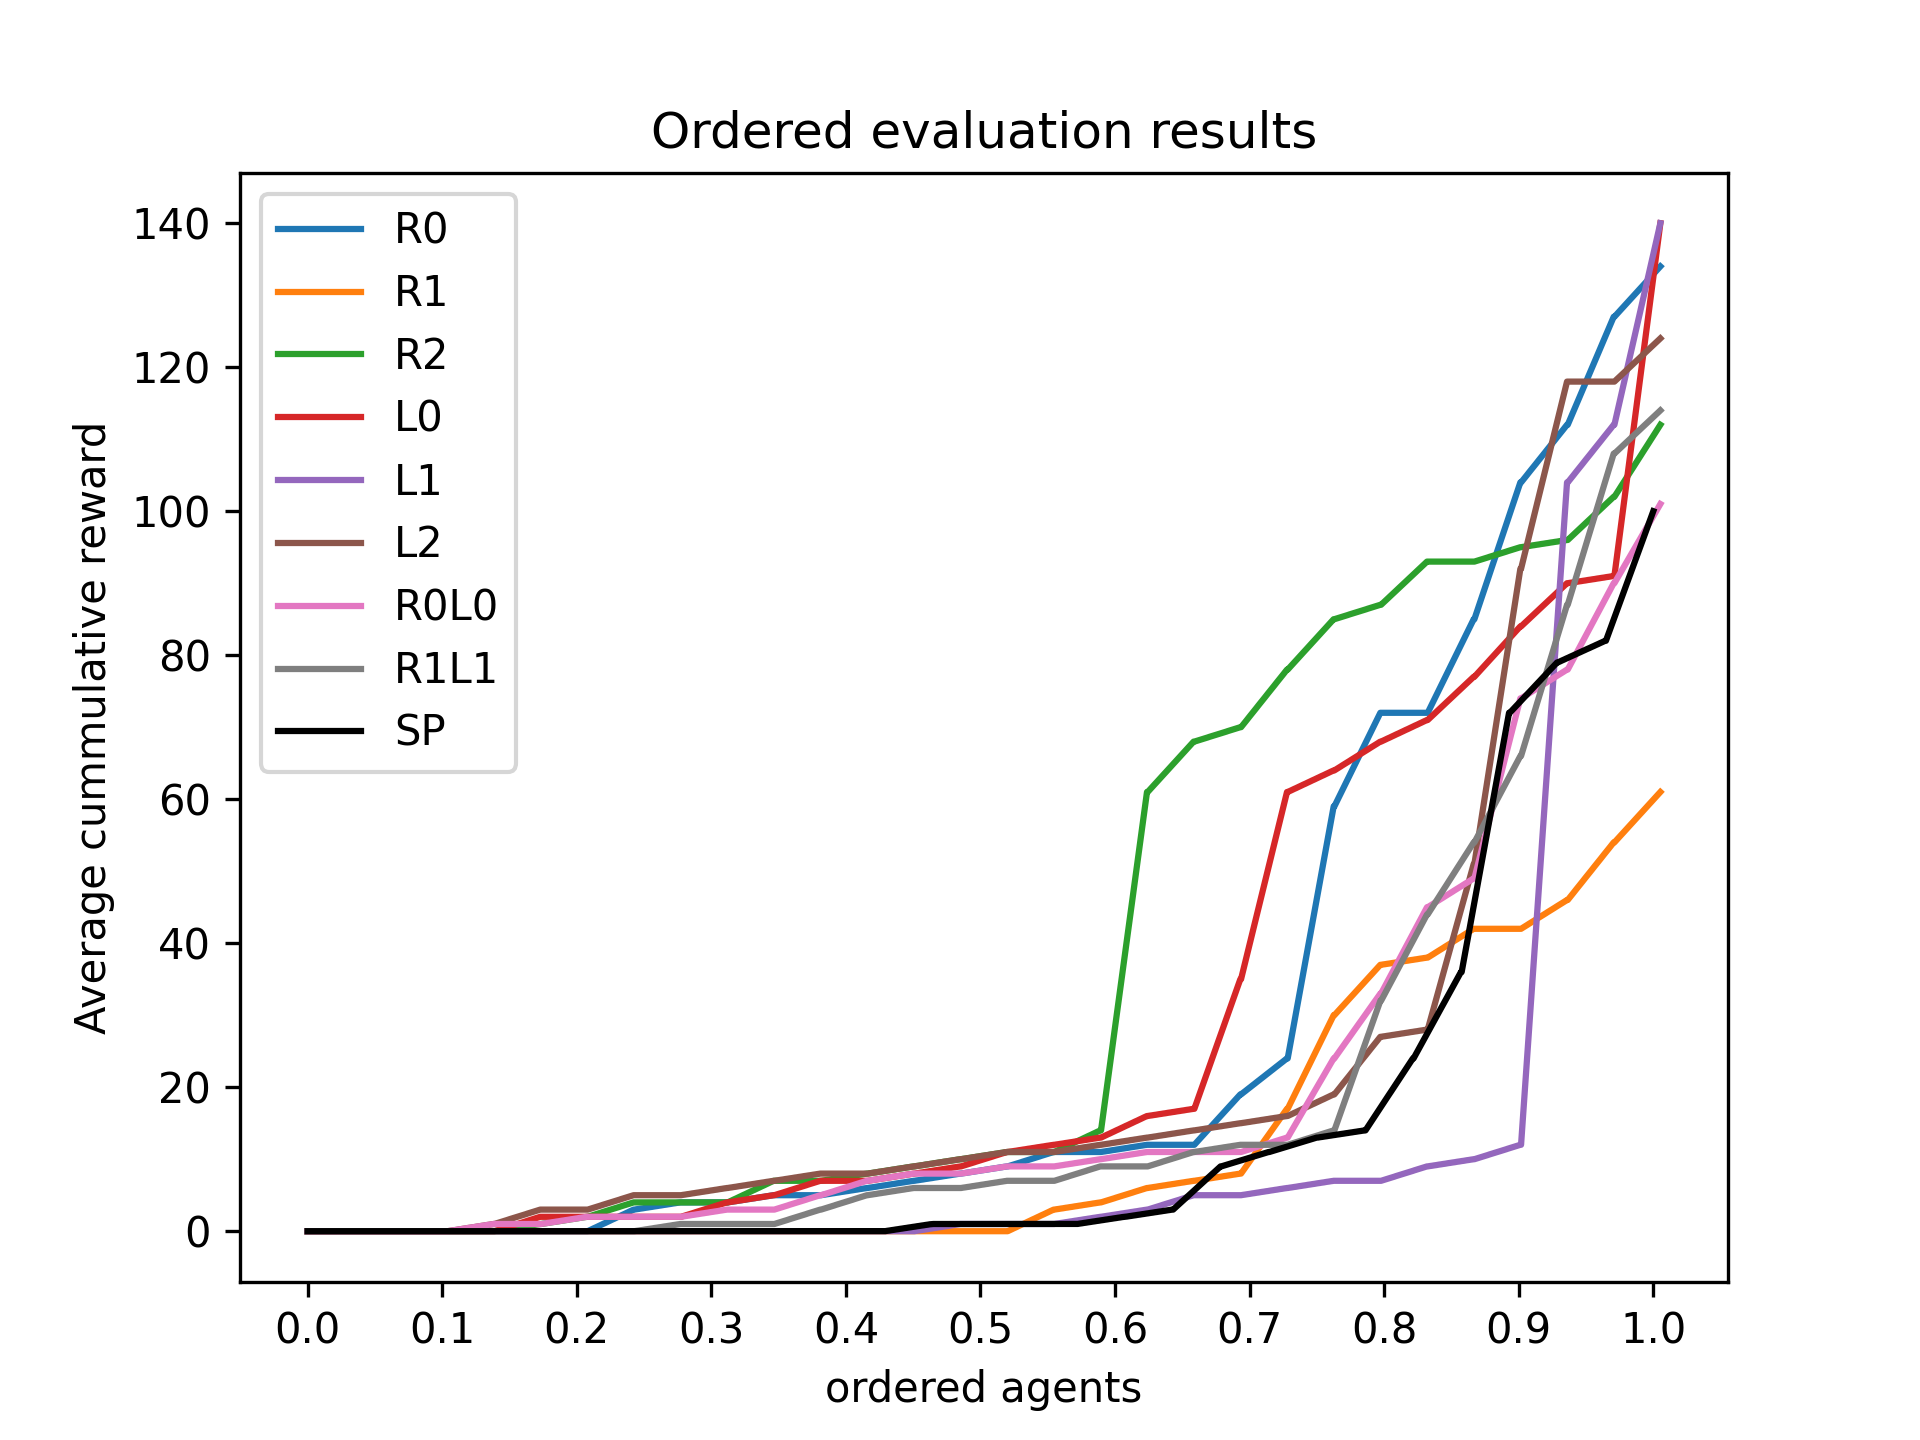 Ordered evaluation results
R0
R1
R2
L0
L1
L2
R0L0
R1L1
SP
140
120
100
80
60
40
20
0
Average cummulative reward
0.0 0.1 0.2 0.3 0.4 0.5 0.6 0.7 0.8 0.9 1.0
ordered agents